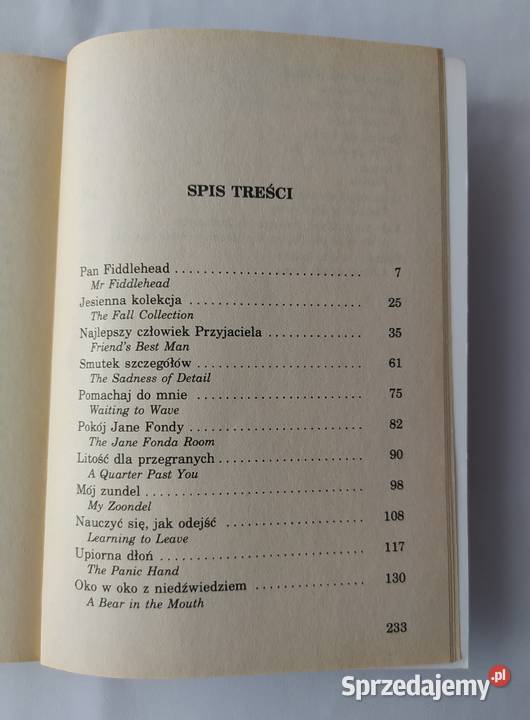 SPIS TREŚCI
Pan Fiddlehead . . . . . . . . . . . . . . . . . . . . . . . . . . 7
Mr Fiddlehead
Jesienna kolekcja . . . . . . . . . . . . . . . . . . . . . . . . 25
The Fall Collection
Najlepszy człowiek Przyjaciela . . . . . . . . . . . . . 35
Friend's Best Man
Smutek szczegółów . . . . . . . . . . . . . . . . . . . . . . . 61
The Sadness of Detail
Pomachaj do mnie . . . . . . . . . . . . . . . . . . . . . . . 75
Waiting to Wave
Pokój Jane Fondy . . . . . . . . . . . . . . . . . . . . . . . . 82
The Jane Fonda Room
Litość dla przegranych . . . . . . . . . . . . . . . . . . . . 90
A Quarter Past You
Mój zundel . . . . . . . . . . . . . . . . . . . . . . . . . . . . . 98
My Zoondel
Nauczyć się, jak odejść . . . . . . . . . . . . . . . . . . . 108
Learning to Leave
Upiorna dłoń . . . . . . . . . . . . . . . . . . . . . . . . . . . 117
The Panic Hand
Oko w oko z niedźwiedziem . . . . . . . . . . . . . . . 130
A Bear in the Mouth
233
Sprzedajemy.pl